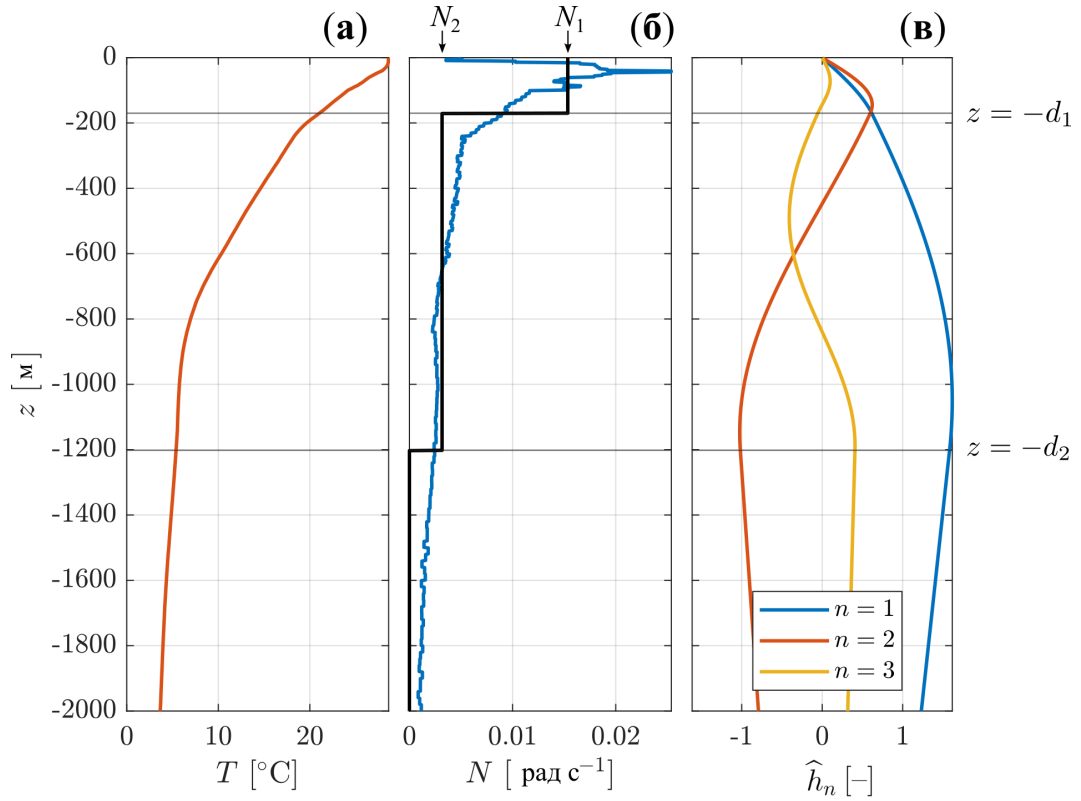 (а)
N₂
N₁
(б)
(в)
0
-200
-400
-600
-800
-1000
-1200
-1400
-1600
-1800
-2000
z [ м ]
z = −d₁
z = −d₂
n = 1
n = 2
n = 3
0
10
20
0
0.01
0.02
-1
0
1
T [°C]
N [ рад с⁻¹]
ĥₙ [–]